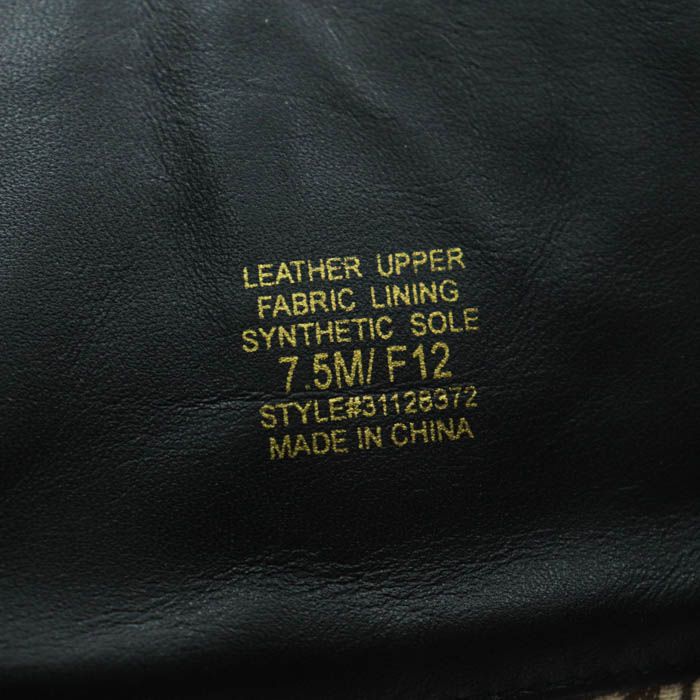 LEATHER UPPER
FABRIC LINING
SYNTHETIC SOLE
7.5M/ F12
STYLE#31128372
MADE IN CHINA